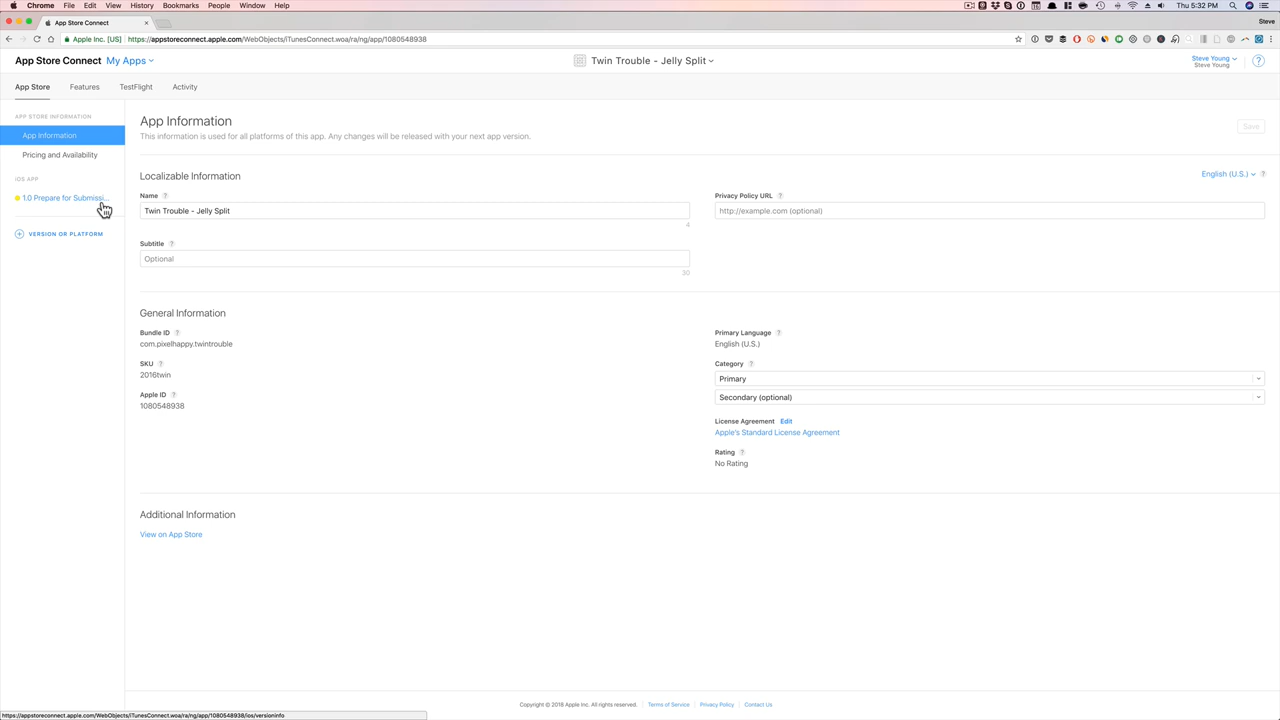 Chrome File Edit View History Bookmarks People Window Help
Thu 5:32 PM
App Store Connect
Steve
Apple Inc. [US] https://appstoreconnect.apple.com/WebObjects/iTunesConnect.woa/ra/ng/app/1080548938
App Store Connect My Apps
Twin Trouble - Jelly Split
Steve Young
Steve Young
?
App Store Features TestFlight Activity
APP STORE INFORMATION
App Information
Pricing and Availability
iOS APP
1.0 Prepare for Submissi...
VERSION OR PLATFORM
App Information
This information is used for all platforms of this app. Any changes will be released with your next app version.
Save
Localizable Information
English (U.S.) ?
Name ?
Twin Trouble - Jelly Split
4
Privacy Policy URL ?
http://example.com (optional)
Subtitle ?
Optional
30
General Information
Bundle ID ?
com.pixelhappy.twintrouble
SKU ?
2016twin
Apple ID ?
1080548938
Primary Language ?
English (U.S.)
Category ?
Primary
Secondary (optional)
License Agreement Edit
Apple's Standard License Agreement
Rating ?
No Rating
Additional Information
View on App Store
Copyright © 2018 Apple Inc. All rights reserved. Terms of Service Privacy Policy Contact Us
https://appstoreconnect.apple.com/WebObjects/iTunesConnect.woa/ra/ng/app/1080548938/ios/versioninfo